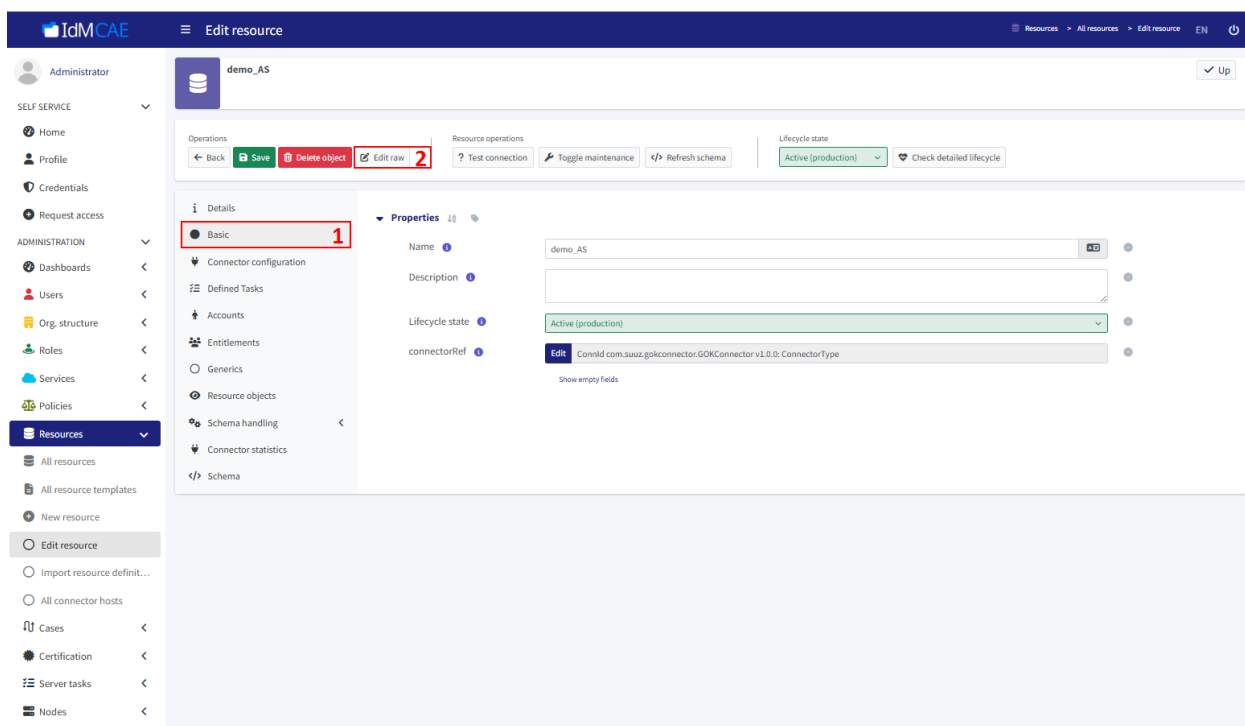 IdMCAE
Edit resource
Resources > All resources > Edit resource
EN
Administrator
SELF SERVICE
Home
Profile
Credentials
Request access
ADMINISTRATION
Dashboards
Users
Org. structure
Roles
Services
Policies
Resources
All resources
All resource templates
New resource
Edit resource
Import resource definit...
All connector hosts
Cases
Certification
Server tasks
Nodes
demo_AS
Up
Operations
Back
Save
Delete object
Edit raw
2
Resource operations
? Test connection
Toggle maintenance
</> Refresh schema
Lifecycle state
Active (production)
Check detailed lifecycle
Details
Basic
1
Connector configuration
Defined Tasks
Accounts
Entitlements
Generics
Resource objects
Schema handling
Connector statistics
</> Schema
Properties
Name
demo_AS
Description
Lifecycle state
Active (production)
connectorRef
Edit
ConnId com.suuz.gokconnector.GOKConnector v1.0.0: ConnectorType
Show empty fields